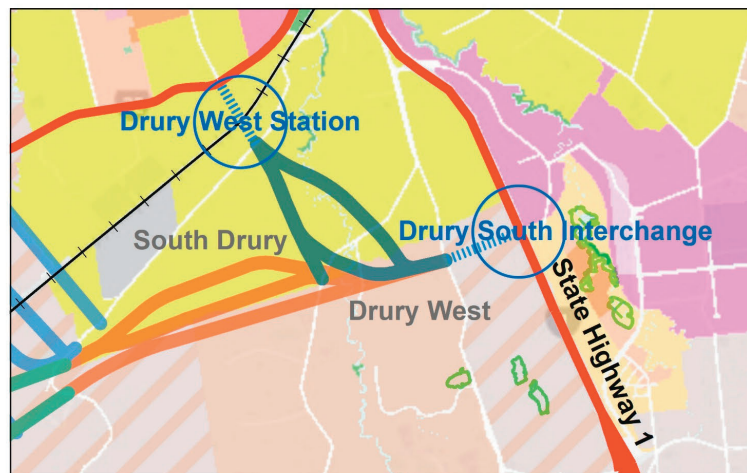 Drury West Station
South Drury
Drury South Interchange
Drury West
State Highway 1